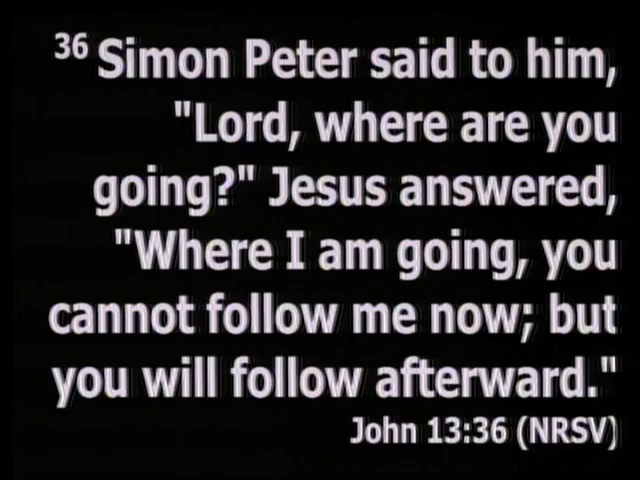 36 Simon Peter said to him,
"Lord, where are you
going?" Jesus answered,
"Where I am going, you
cannot follow me now; but
you will follow afterward."
John 13:36 (NRSV)